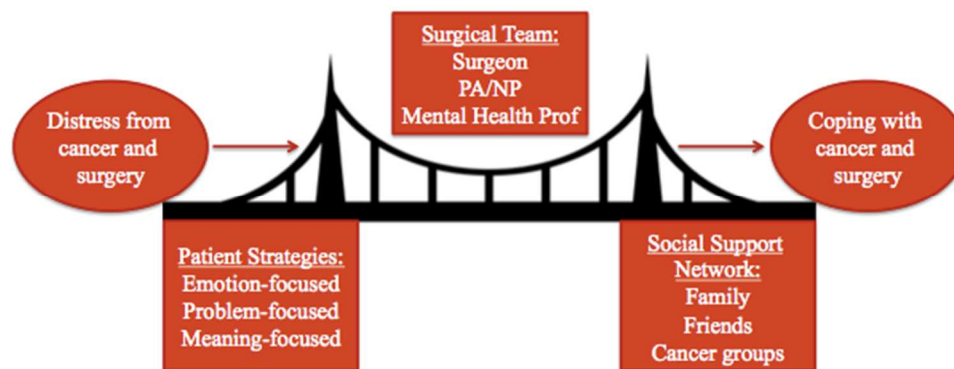 Surgical Team:
Surgeon
PA/NP
Mental Health Prof
Distress from
cancer and
surgery
Coping with
cancer and
surgery
Patient Strategies:
Emotion-focused
Problem-focused
Meaning-focused
Social Support
Network:
Family
Friends
Cancer groups